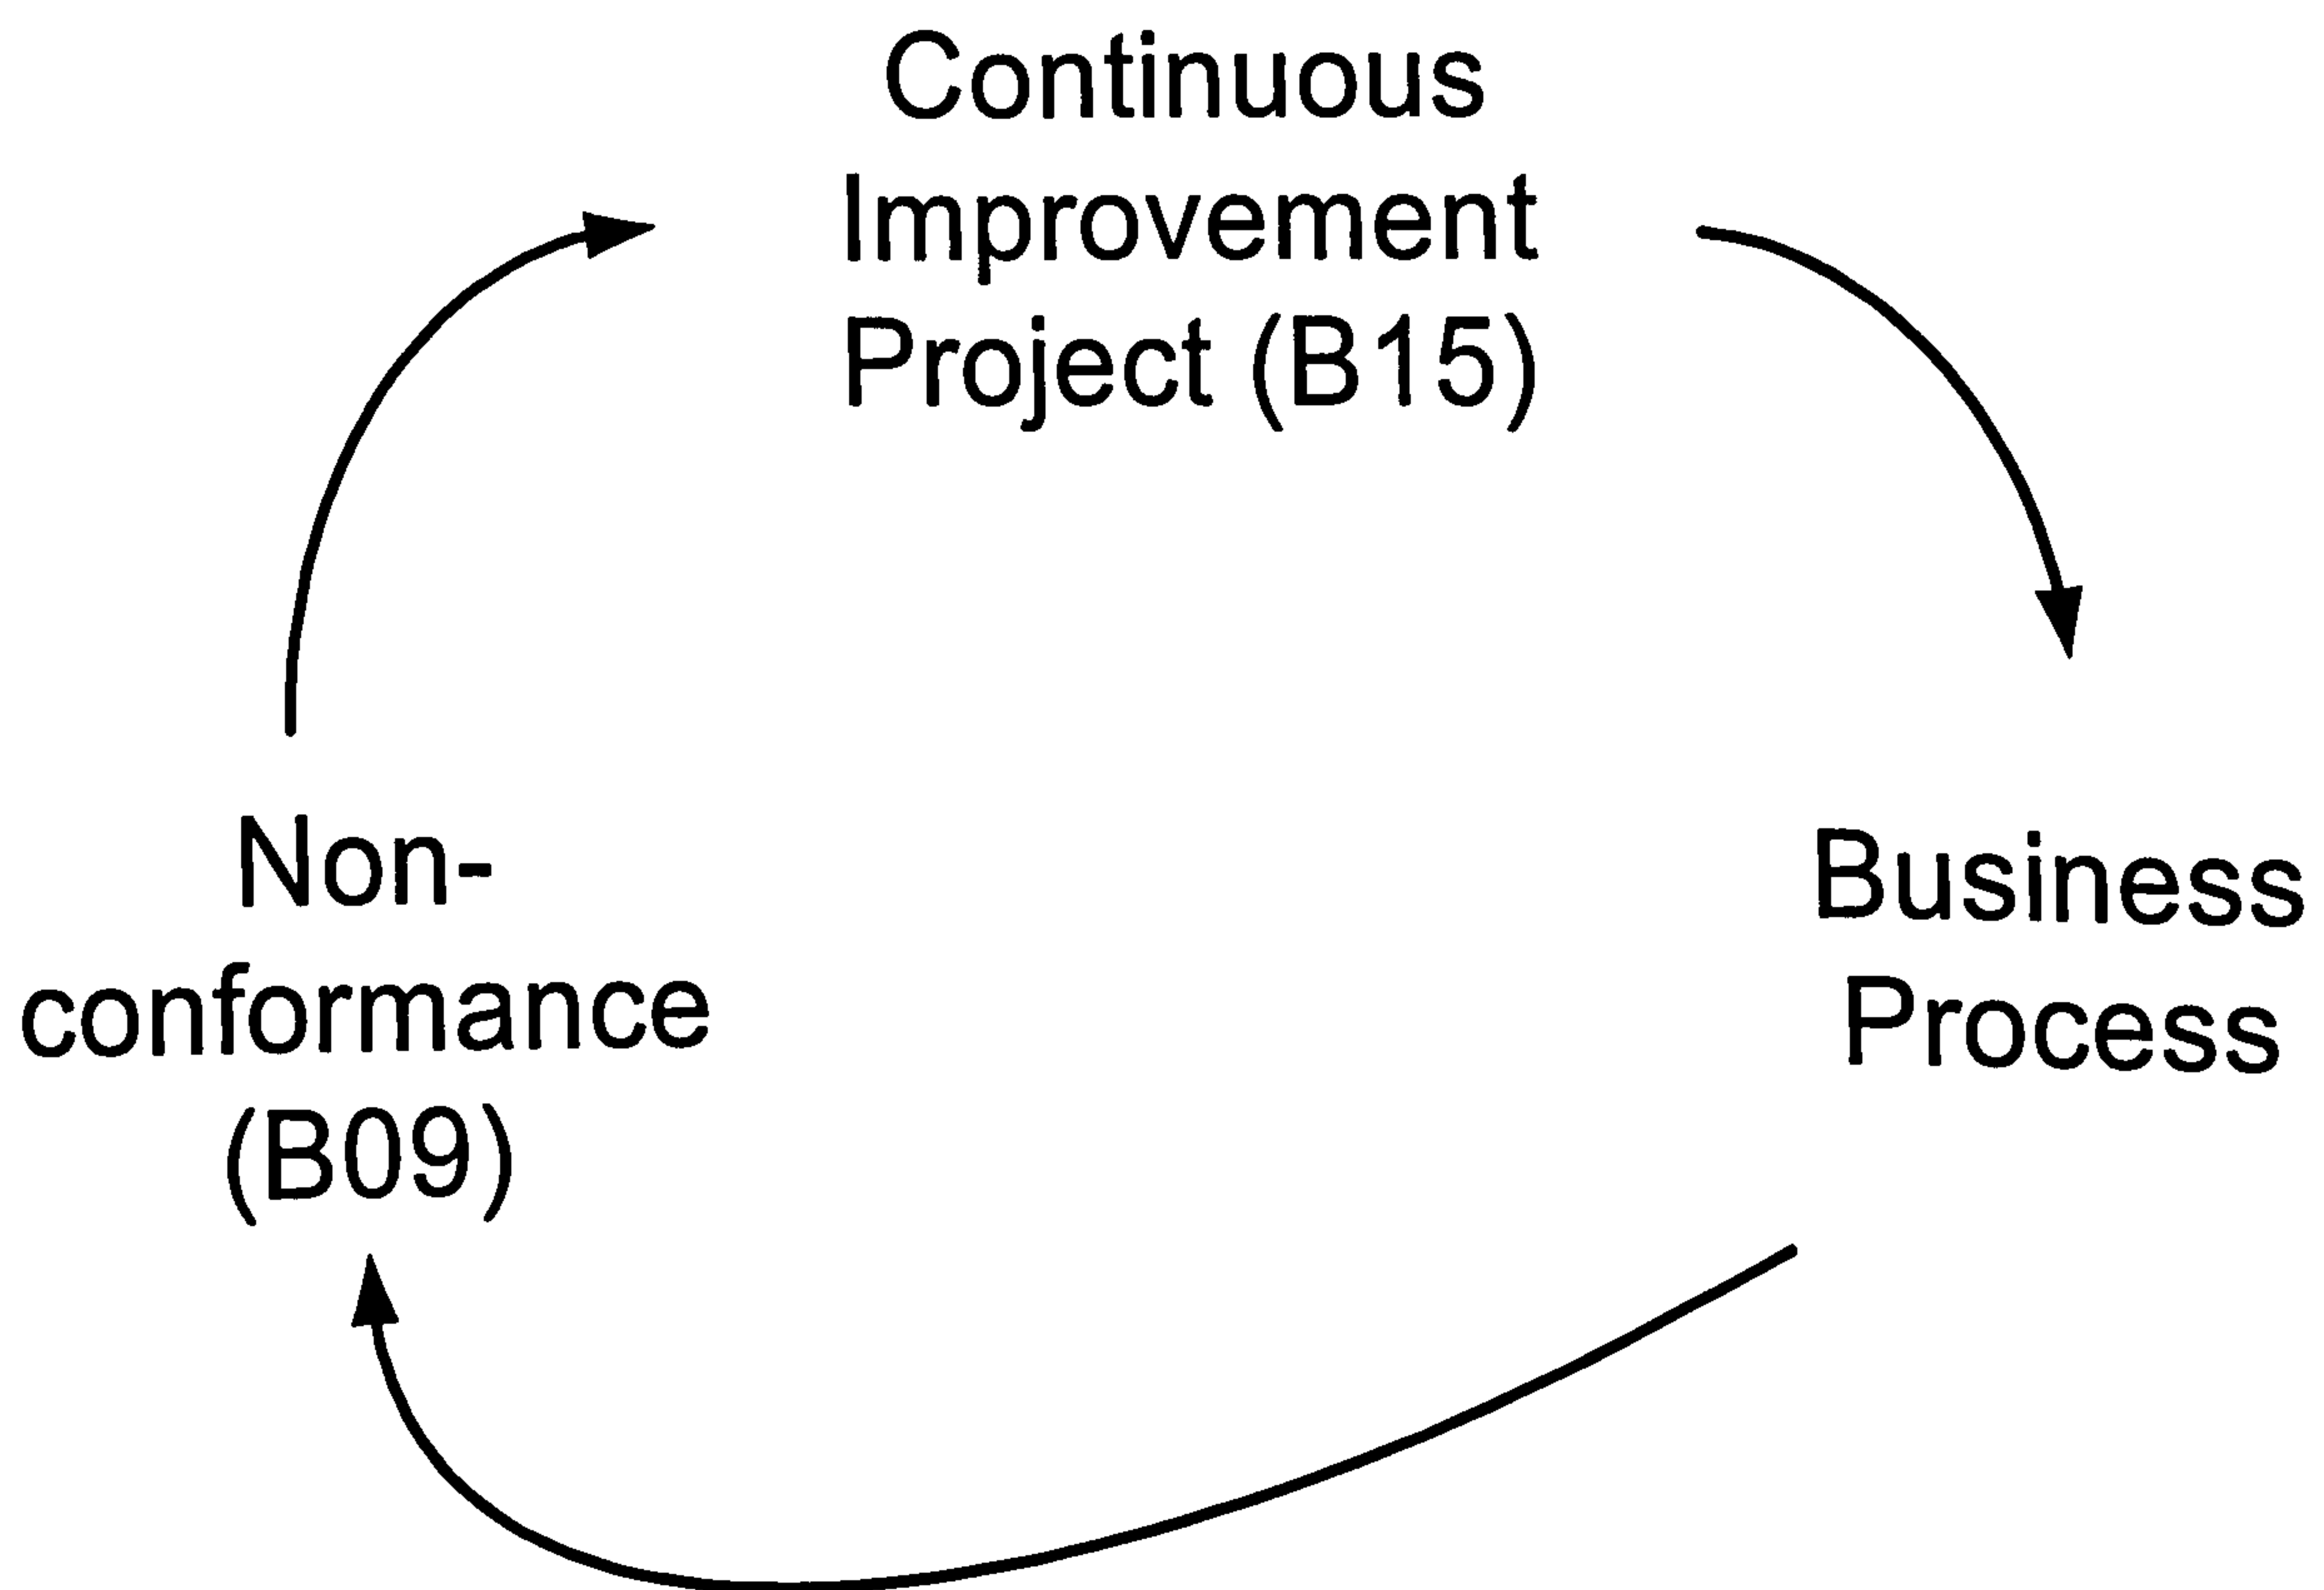 Continuous
Improvement
Project (B15)
Non-
conformance
(B09)
Business
Process